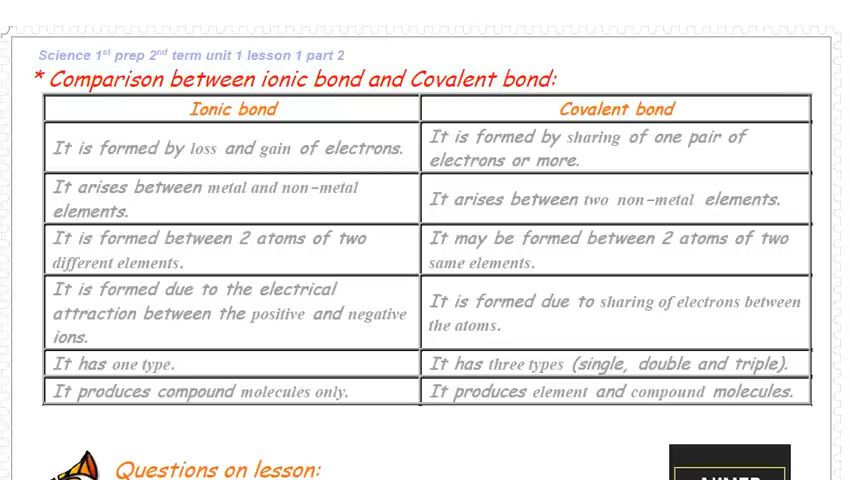 Science 1st prep 2nd term unit 1 lesson 1 part 2
* Comparison between ionic bond and Covalent bond:
Ionic bond
Covalent bond
It is formed by loss and gain of electrons.
It is formed by sharing of one pair of
electrons or more.
It arises between metal and non-metal
elements.
It arises between two non-metal elements.
It is formed between 2 atoms of two
different elements.
It may be formed between 2 atoms of two
same elements.
It is formed due to the electrical
attraction between the positive and negative
ions.
It is formed due to sharing of electrons between
the atoms.
It has one type.
It has three types (single, double and triple).
It produces compound molecules only.
It produces element and compound molecules.
Questions on lesson: